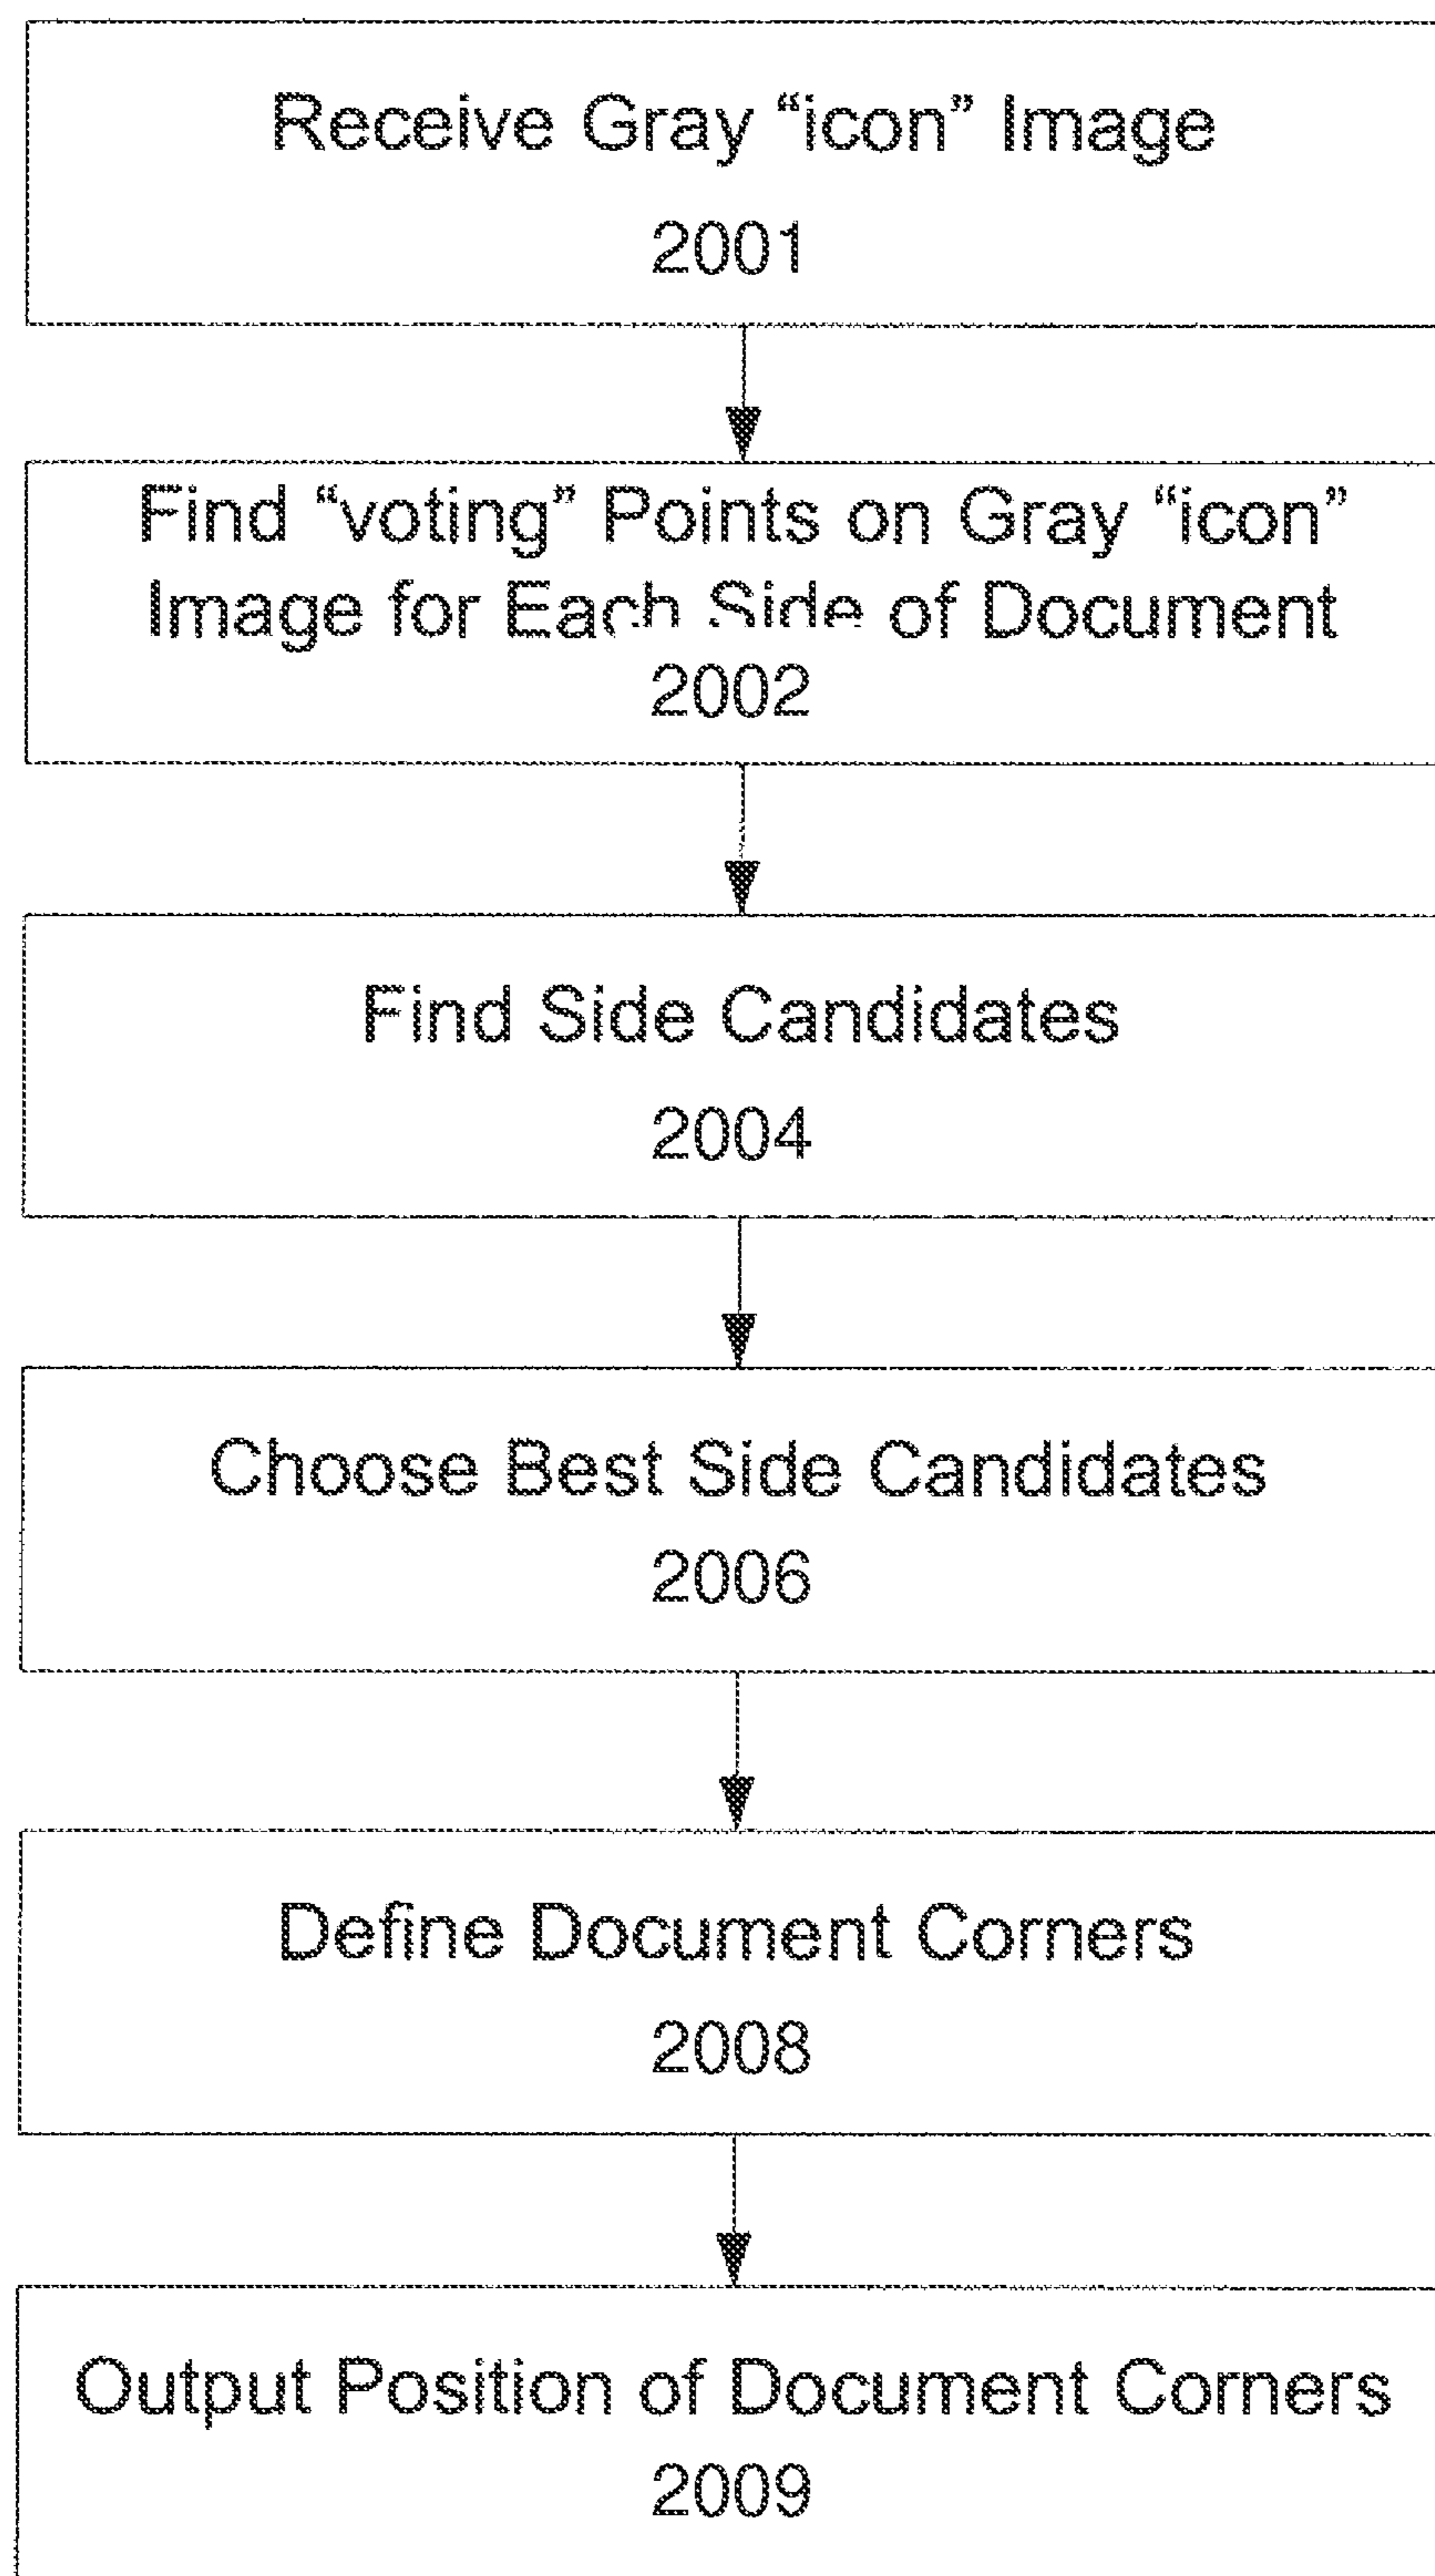 Receive Gray “icon” Image
2001
Find “voting” Points on Gray “icon”
Image for Each Side of Document
2002
Find Side Candidates
2004
Choose Best Side Candidates
2006
Define Document Corners
2008
Output Position of Document Corners
2009